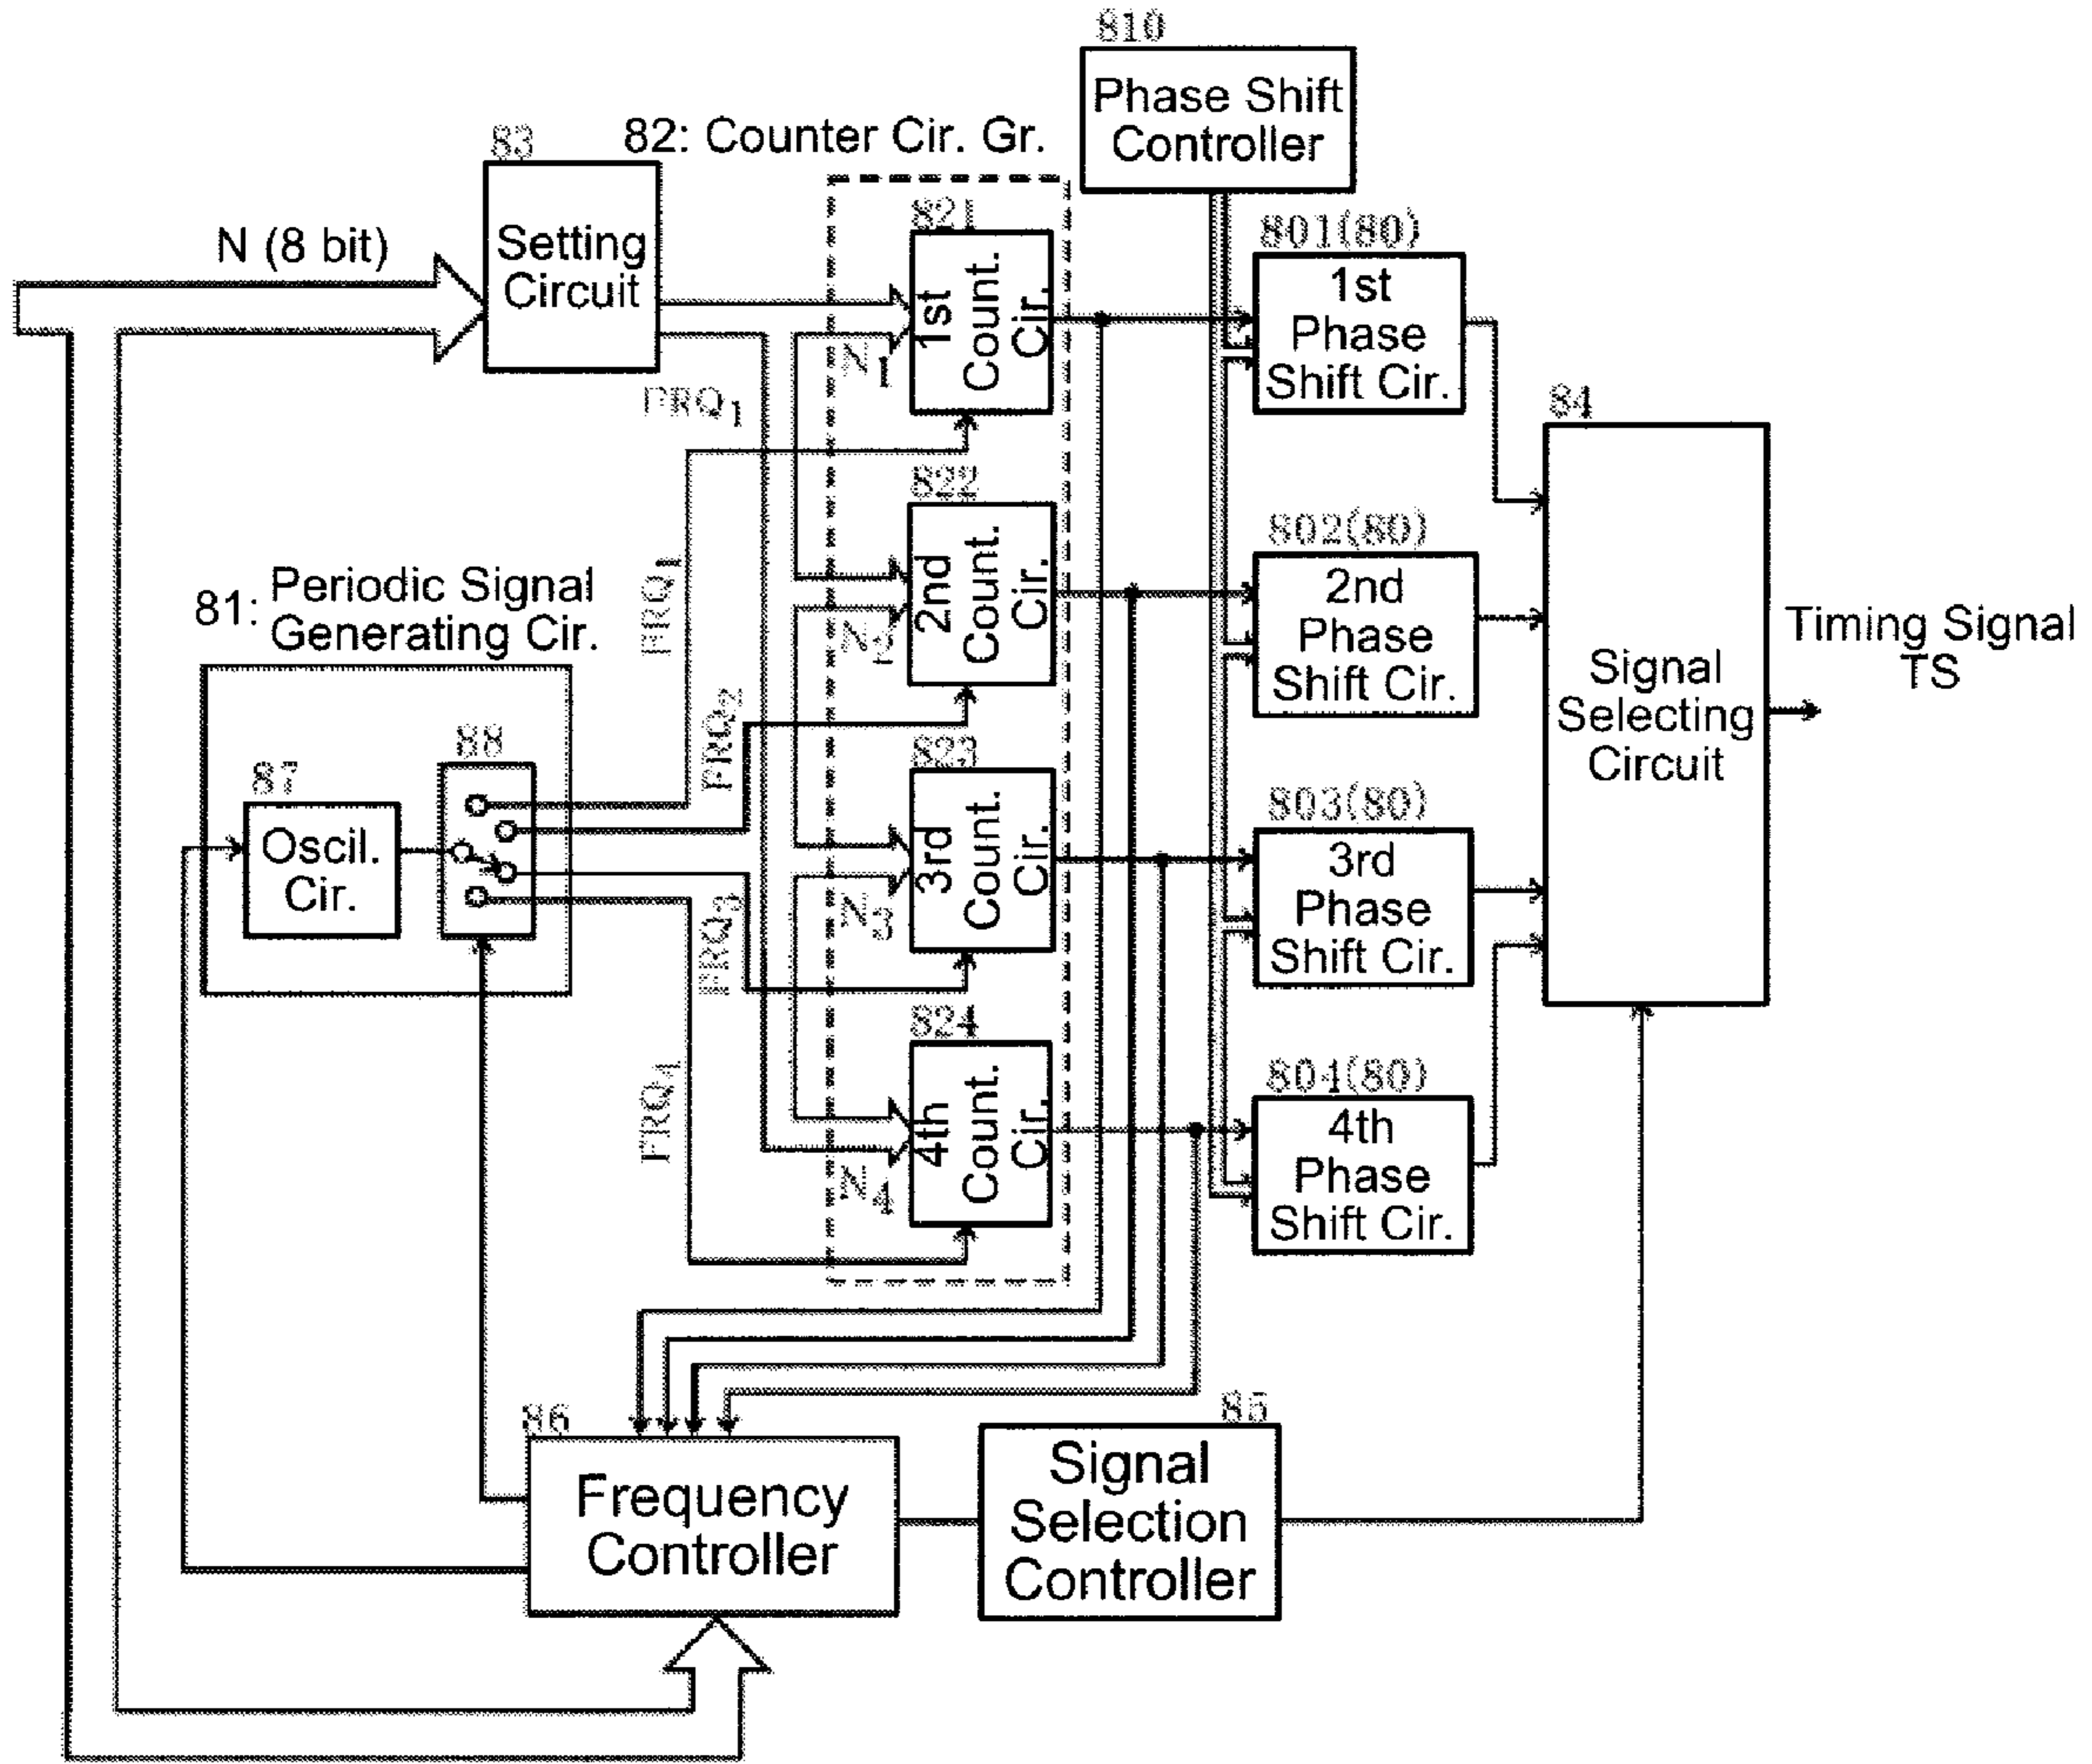 810
Phase Shift
Controller
82: Counter Cir. Gr.
83
Setting
Circuit
N (8 bit)
821
1st
Count.
Cir.
N1
801(80)
1st
Phase
Shift Cir.
FRQ1
84
Signal
Selecting
Circuit
822
2nd
Count.
Cir.
N2
802(80)
2nd
Phase
Shift Cir.
FRQ1
81: Periodic Signal
Generating Cir.
Timing Signal
TS
FRQ2
88
87
Oscil.
Cir.
823
3rd
Count.
Cir.
N3
803(80)
3rd
Phase
Shift Cir.
FRQ3
824
4th
Count.
Cir.
N4
804(80)
4th
Phase
Shift Cir.
FRQ4
86
Frequency
Controller
85
Signal
Selection
Controller